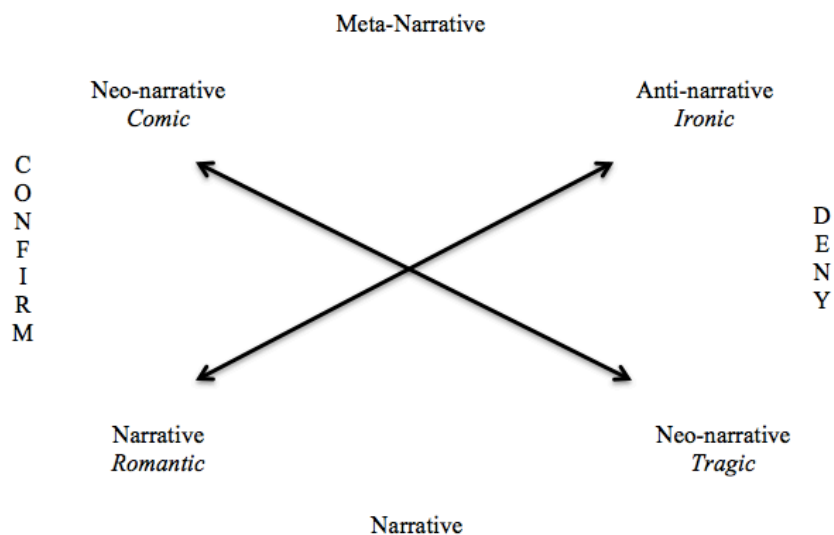 Meta-Narrative
Neo-narrative
Comic
Anti-narrative
Ironic
C
O
N
F
I
R
M
D
E
N
Y
Narrative
Romantic
Neo-narrative
Tragic
Narrative